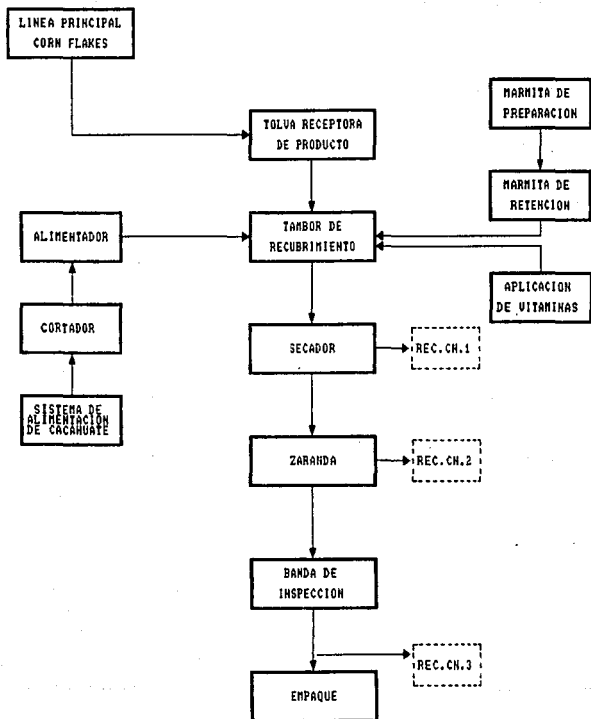 LINEA PRINCIPAL
CORN FLAKES
TOLVA RECEPTORA
DE PRODUCTO
MARMITA DE
PREPARACION
MARMITA DE
RETENCION
ALIMENTADOR
TAMBOR DE
RECUBRIMIENTO
APLICACION
DE VITAMINAS
CORTADOR
SECADOR
REC.CH.1
SISTEMA DE
ALIMENTACIÓN
DE CACAHUATE
ZARANDA
REC.CH.2
BANDA DE
INSPECCION
REC.CH.3
EMPAQUE